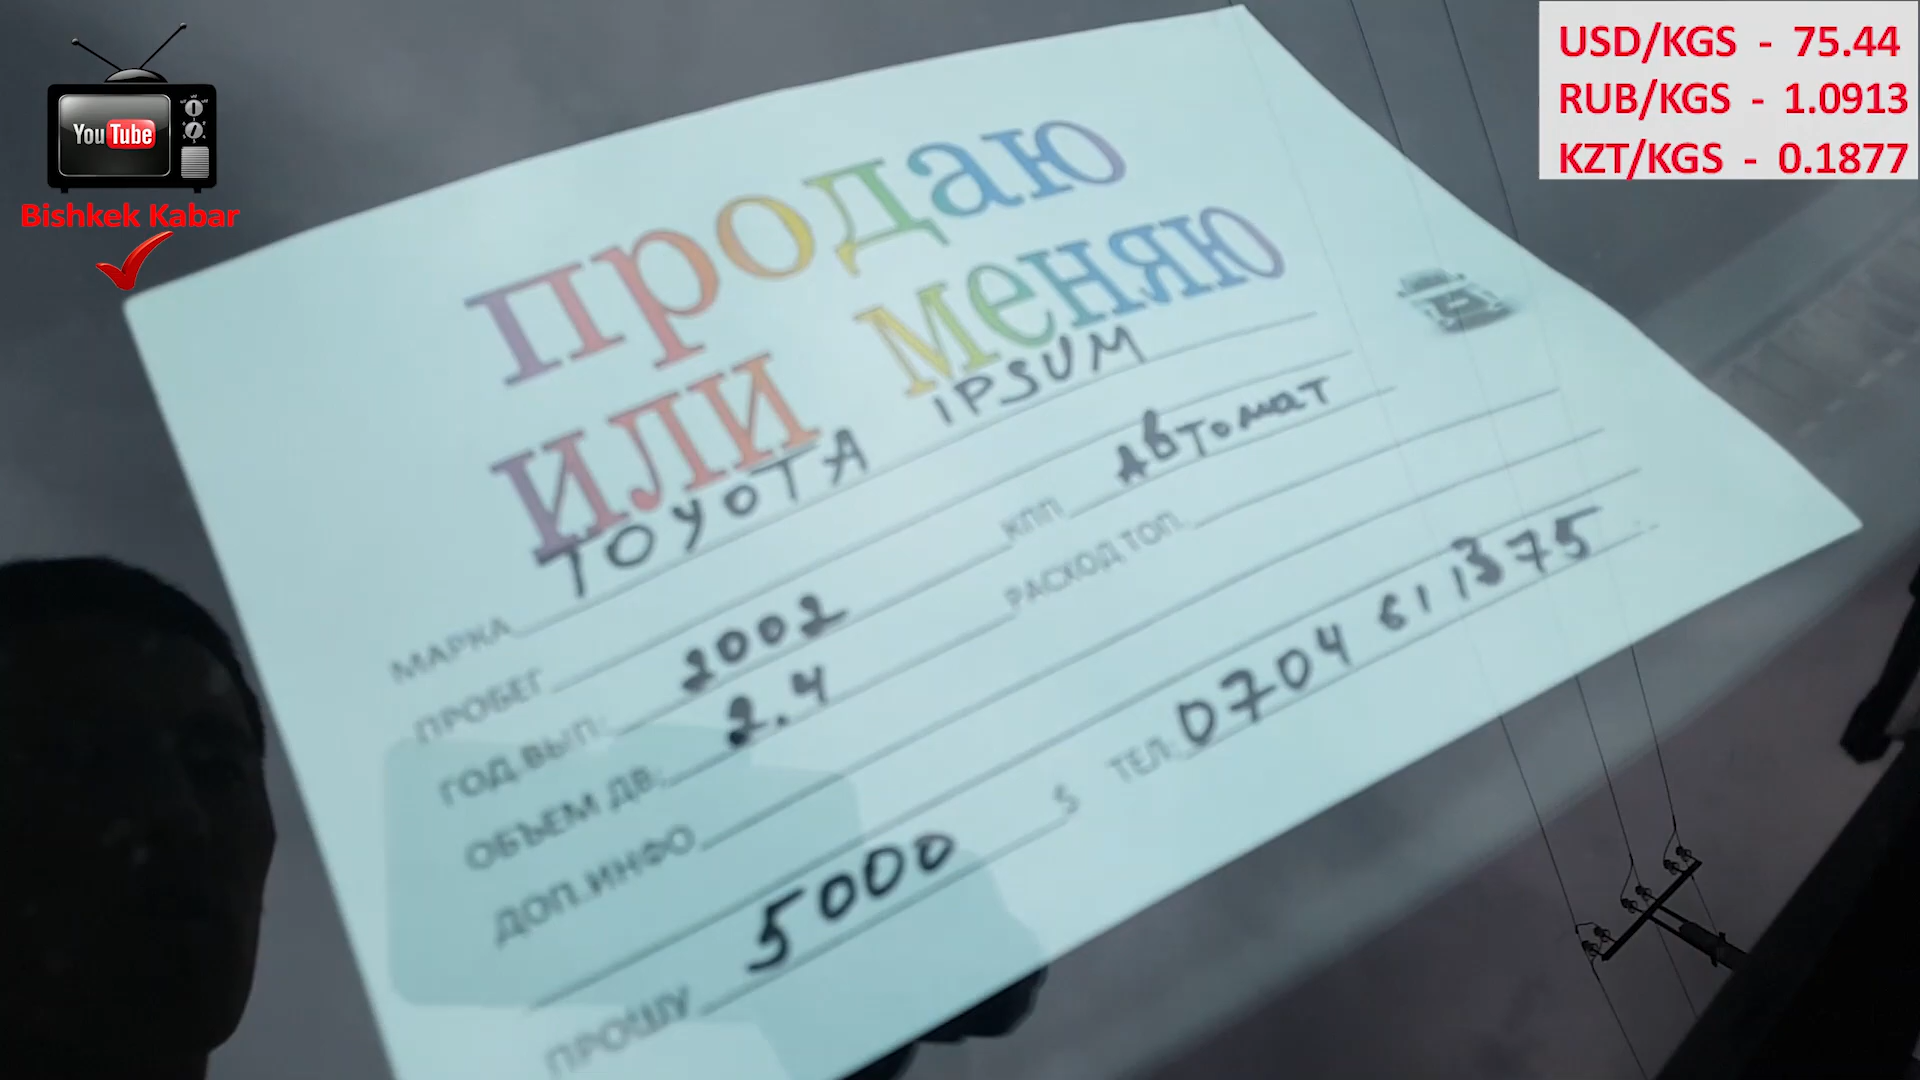 YouTube
Bishkek Kabar
USD/KGS - 75.44
RUB/KGS - 1.0913
KZT/KGS - 0.1877
продаю
или меняю
МАРКА TOYOTA IPSUM
ПРОБЕГ КПП Автомат
ГОД ВЫП: 2002 РАСХОД ТОП.
ОБЪЕМ ДВ: 2.4
ДОП.ИНФО
ПРОШУ 5000 $ ТЕЛ: 0704 611375